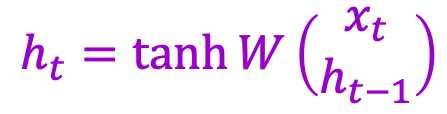 h_t = tanh W (x_t
h_{t−1})